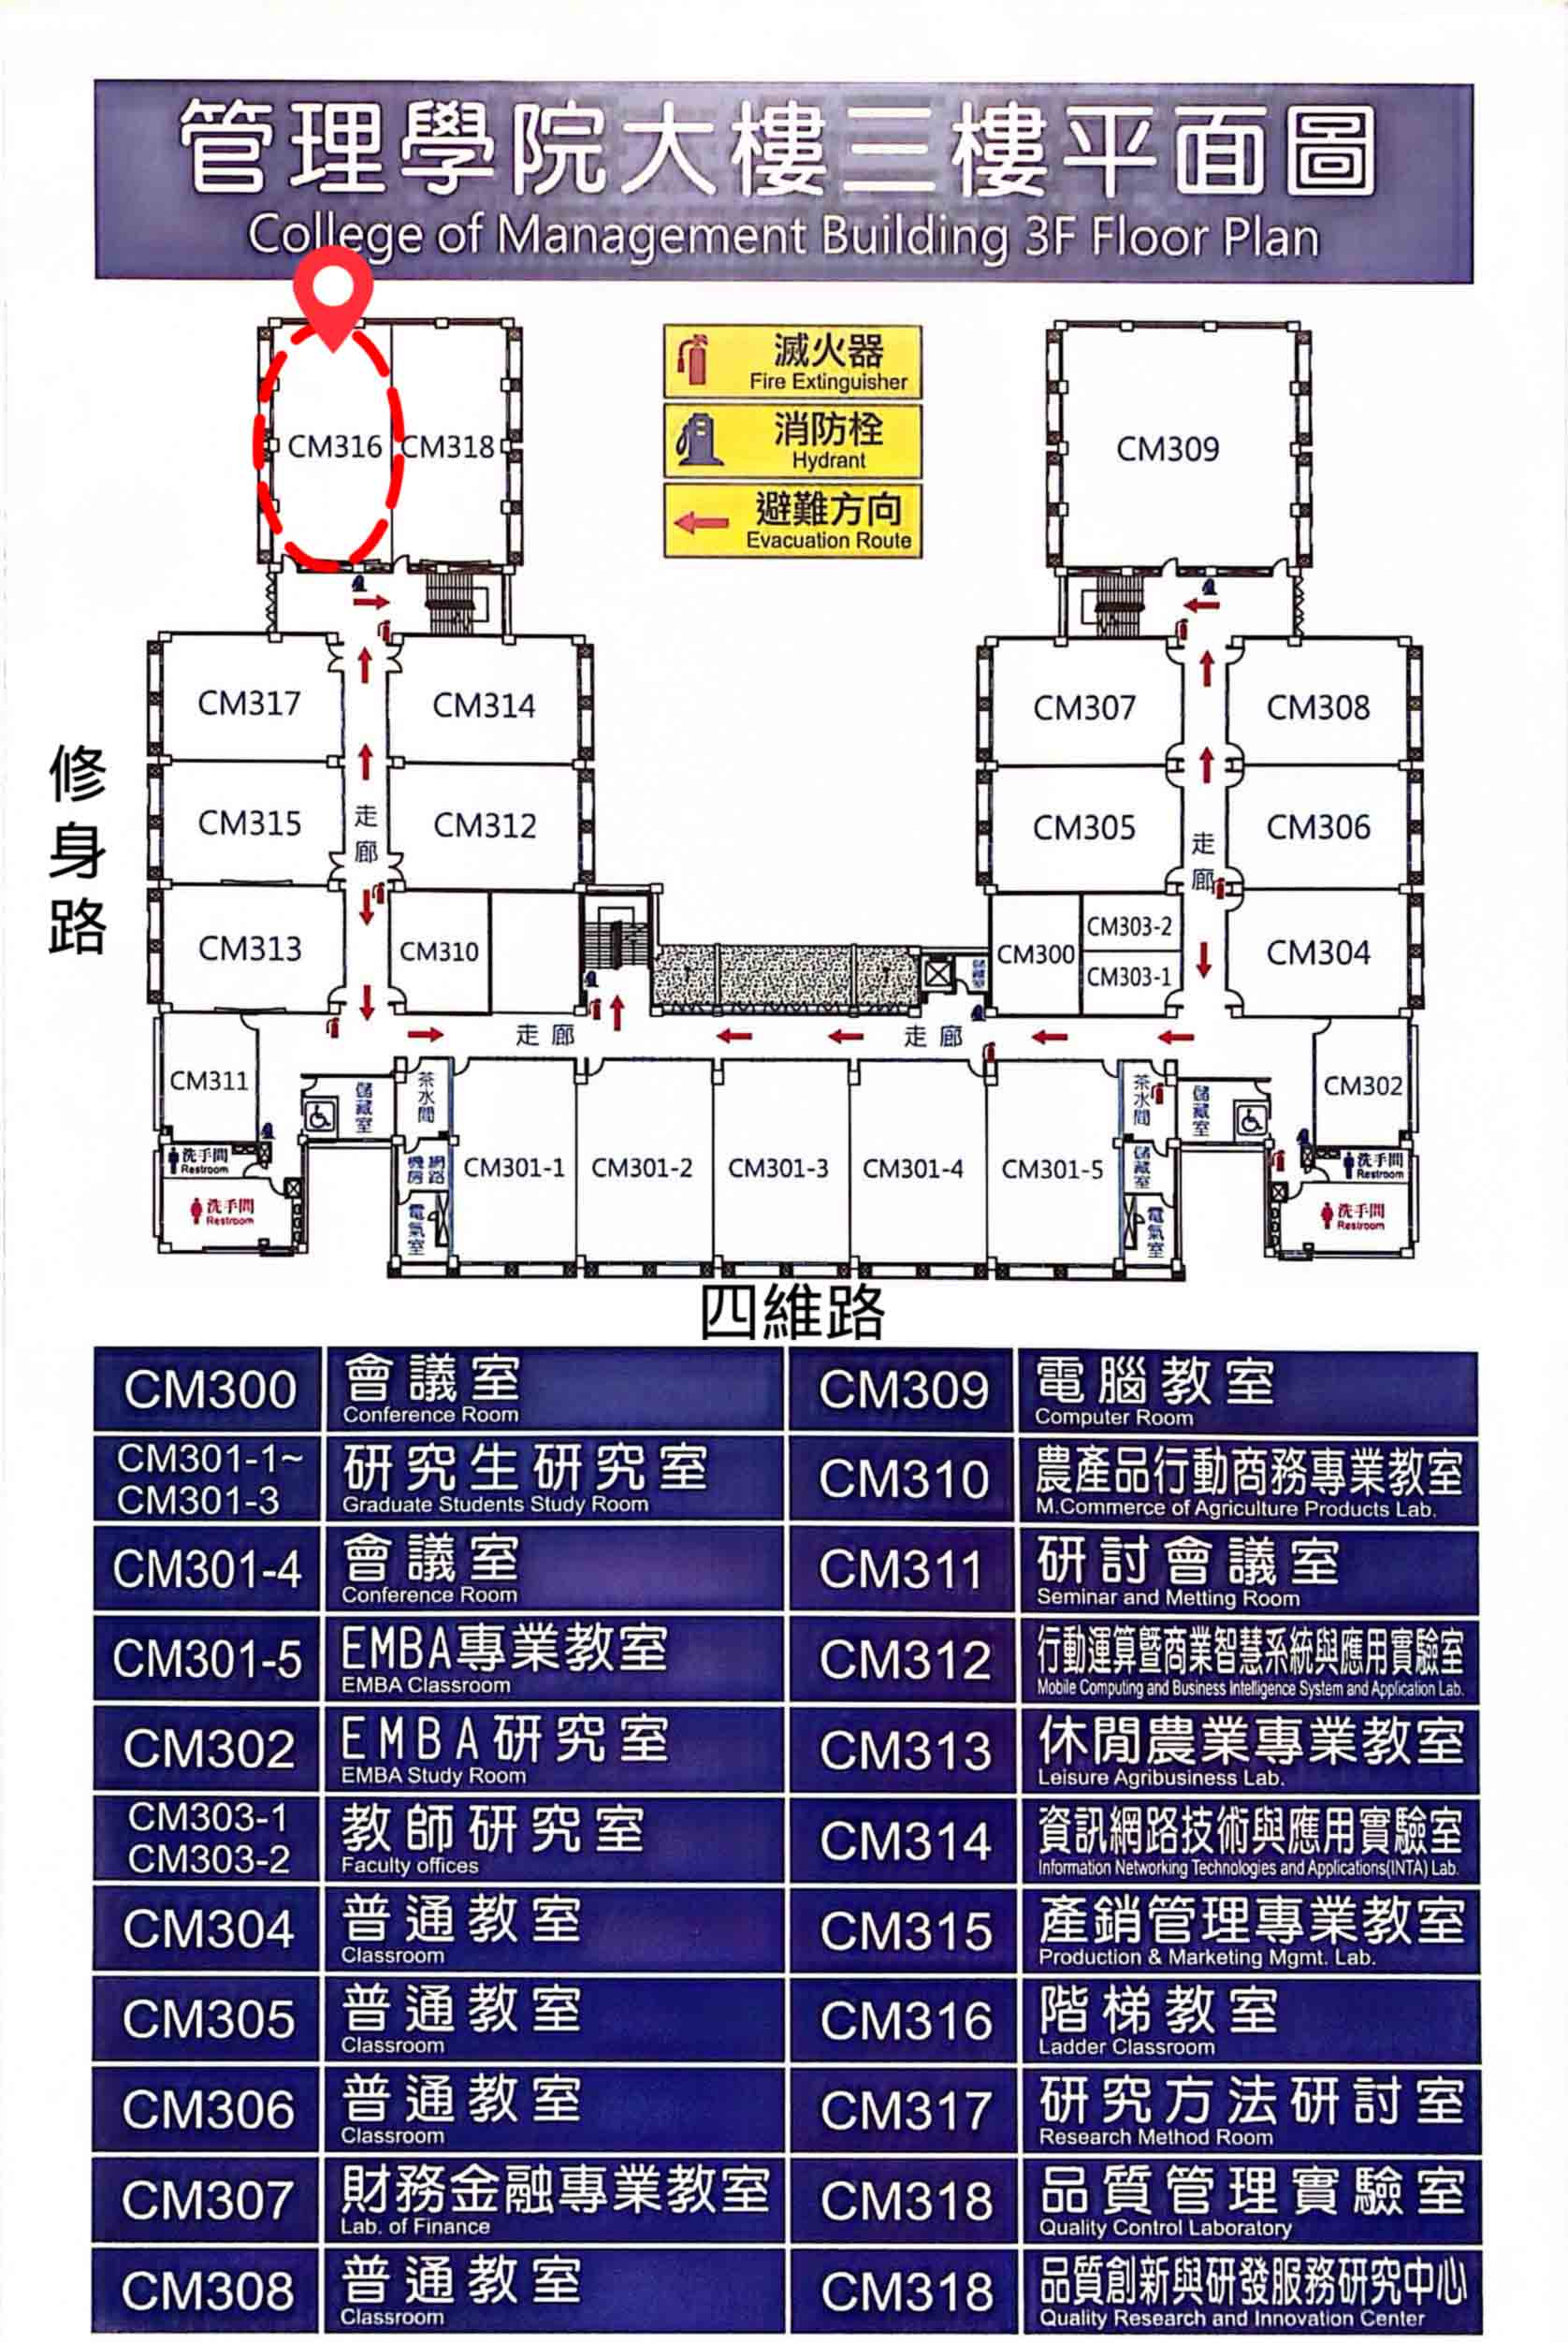 管理學院大樓三樓平面圖
College of Management Building 3F Floor Plan
滅火器
Fire Extinguisher
消防栓
Hydrant
避難方向
Evacuation Route
CM316
CM318
CM309
CM317
CM314
CM307
CM308
CM315
走廊
CM312
CM305
走廊
CM306
修身路
CM313
CM310
CM300
CM303-2
CM303-1
CM304
儲藏室
走廊
走廊
CM311
儲藏室
茶水間
茶水間
儲藏室
CM302
洗手間
Restroom
洗手間
Restroom
網路機房
電氣室
CM301-1
CM301-2
CM301-3
CM301-4
CM301-5
儲藏室
電氣室
洗手間
Restroom
洗手間
Restroom
四維路
CM300
會議室
Conference Room
CM309
電腦教室
Computer Room
CM301-1~
CM301-3
研究生研究室
Graduate Students Study Room
CM310
農產品行動商務專業教室
M.Commerce of Agriculture Products Lab.
CM301-4
會議室
Conference Room
CM311
研討會議室
Seminar and Metting Room
CM301-5
EMBA專業教室
EMBA Classroom
CM312
行動運算暨商業智慧系統與應用實驗室
Mobile Computing and Business Intelligence System and Application Lab.
CM302
EMBA研究室
EMBA Study Room
CM313
休閒農業專業教室
Leisure Agribusiness Lab.
CM303-1
CM303-2
教師研究室
Faculty offices
CM314
資訊網路技術與應用實驗室
Information Networking Technologies and Applications(INTA) Lab.
CM304
普通教室
Classroom
CM315
產銷管理專業教室
Production & Marketing Mgmt. Lab.
CM305
普通教室
Classroom
CM316
階梯教室
Ladder Classroom
CM306
普通教室
Classroom
CM317
研究方法研討室
Research Method Room
CM307
財務金融專業教室
Lab. of Finance
CM318
品質管理實驗室
Quality Control Laboratory
CM308
普通教室
Classroom
CM318
品質創新與研發服務研究中心
Quality Research and Innovation Center